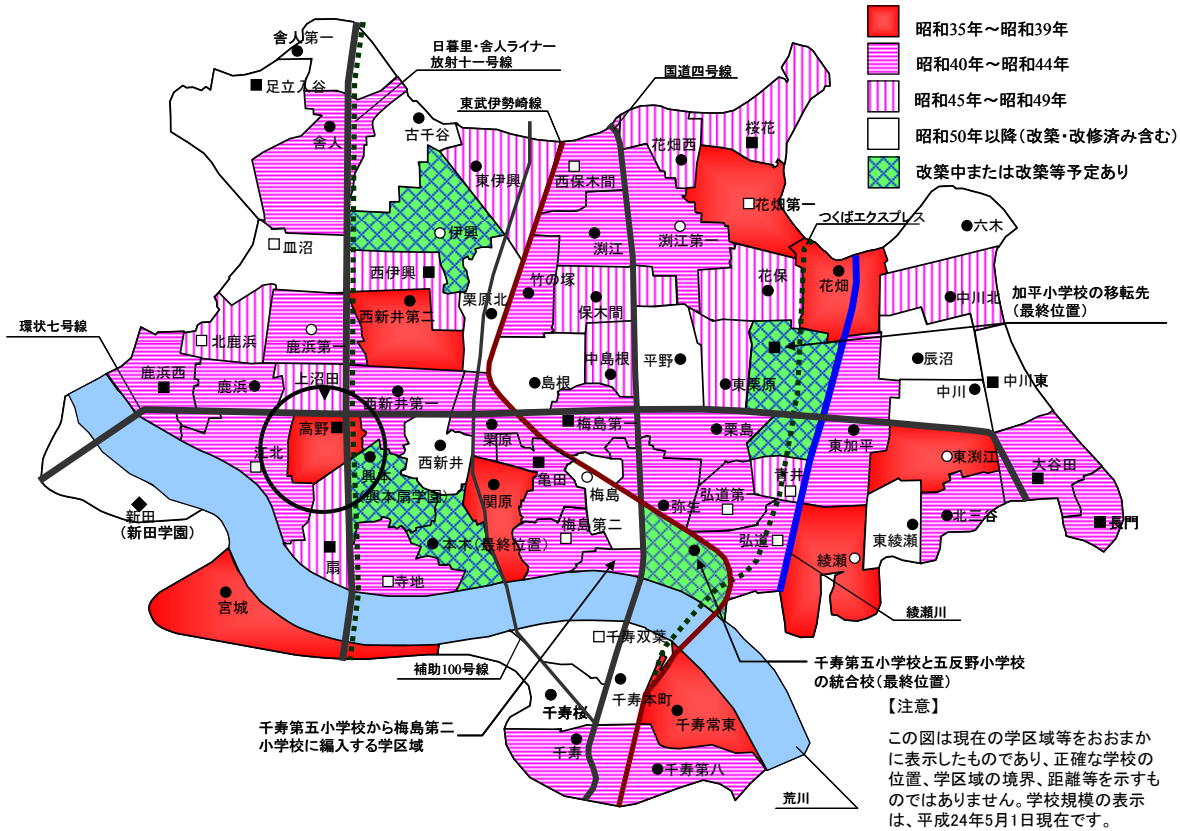 昭和35年～昭和39年
昭和40年～昭和44年
昭和45年～昭和49年
昭和50年以降(改築・改修済み含む)
改築中または改築等予定あり
舎人第一
日暮里・舎人ライナー
放射十一号線
国道四号線
足立入谷
東武伊勢崎線
古千谷
舎人
花畑西
桜花
東伊興
西保木間
花畑第一
つくばエクスプレス
六木
伊興
渕江
渕江第一
皿沼
西伊興
花保
花畑
加平小学校の移転先
(最終位置)
竹の塚
栗原北
保木間
中川北
西新井第二
環状七号線
北鹿浜
鹿浜第一
中島根
平野
辰沼
鹿浜西
鹿浜
上沼田
西新井第一
島根
東栗原
中川
中川東
高野
栗原
梅島第一
栗島
東加平
江北
興本
(興本扇学園)
西新井
亀田
梅島
青井
東渕江
大谷田
関原
弥生
弘道第一
新田
(新田学園)
梅島第二
北三谷
長門
本木(最終位置)
弘道
東綾瀬
扇
寺地
綾瀬
宮城
綾瀬川
千寿双葉
補助100号線
千寿第五小学校と五反野小学校
の統合校(最終位置)
千寿桜
千寿本町
千寿常東
千寿第五小学校から梅島第二
小学校に編入する学区域
千寿
千寿第八
荒川
【注意】
この図は現在の学区域等をおおまか
に表示したものであり、正確な学校の
位置、学区域の境界、距離等を示すも
のではありません。学校規模の表示
は、平成24年5月1日現在です。